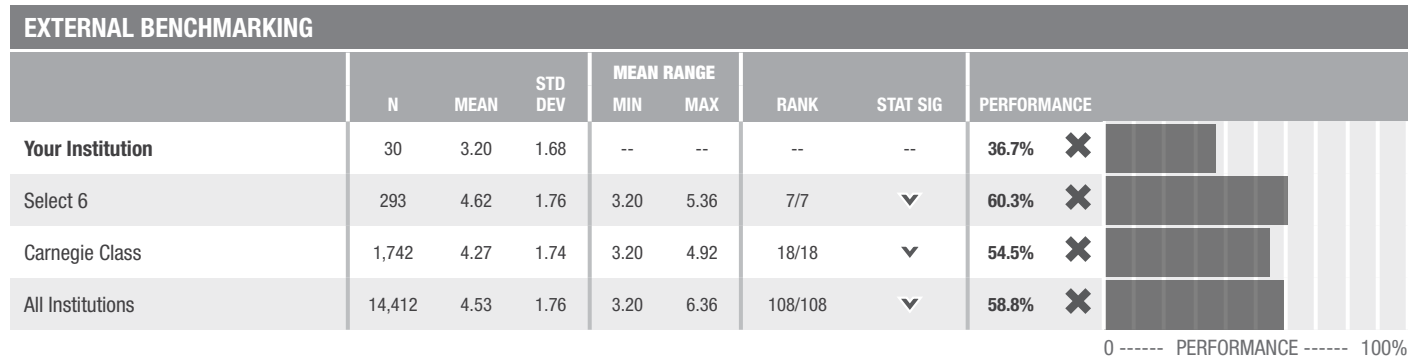 EXTERNAL BENCHMARKING
N MEAN STD DEV MEAN RANGE MIN MAX RANK STAT SIG PERFORMANCE
Your Institution 30 3.20 1.68 -- -- -- -- 36.7%
Select 6 293 4.62 1.76 3.20 5.36 7/7 60.3%
Carnegie Class 1,742 4.27 1.74 3.20 4.92 18/18 54.5%
All Institutions 14,412 4.53 1.76 3.20 6.36 108/108 58.8%
0 ------ PERFORMANCE ------ 100%